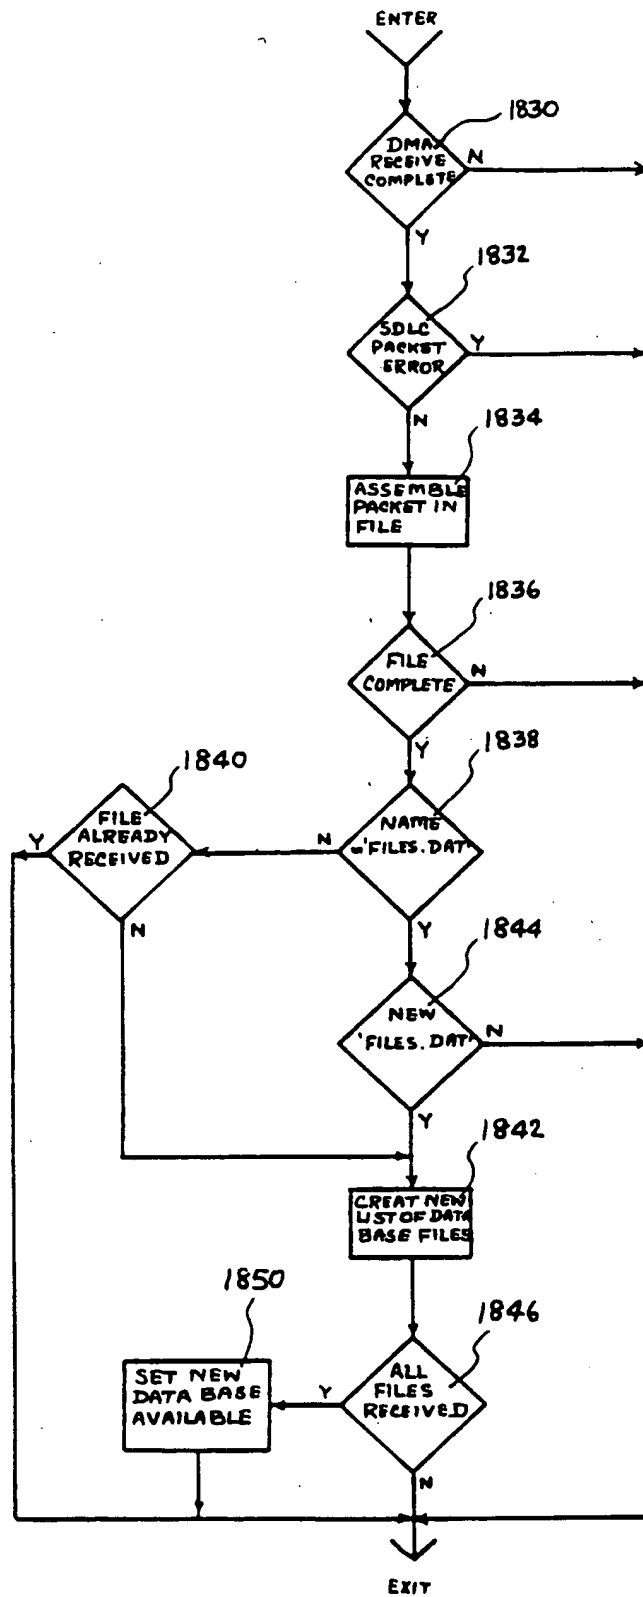 ENTER
1830
DMA
RECEIVE
COMPLETE
N
Y
1832
SDLC
PACKET
ERROR
Y
N
1834
ASSEMBLE
PACKET IN
FILE
1836
FILE
COMPLETE
N
Y
1838
NAME
='FILES.DAT'
N
Y
1840
FILE
ALREADY
RECEIVED
Y
N
1844
NEW
'FILES.DAT'
N
Y
1842
CREAT NEW
LIST OF DATA
BASE FILES
1846
ALL
FILES
RECEIVED
Y
N
1850
SET NEW
DATA BASE
AVAILABLE
EXIT